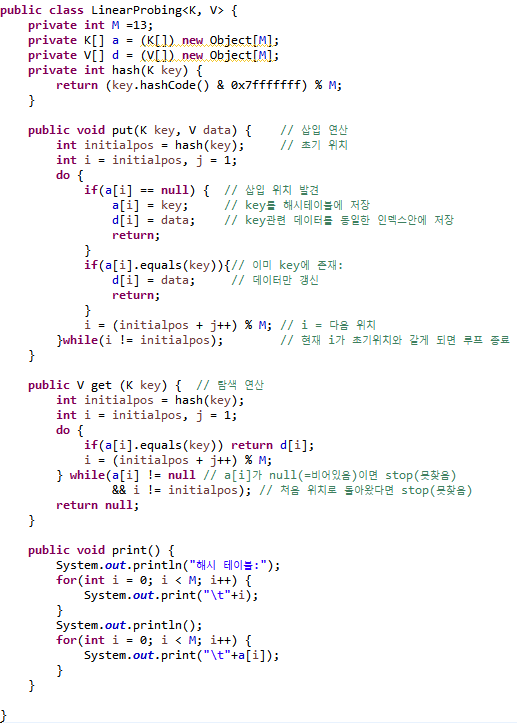 public class LinearProbing<K, V> {
    private int M =13;
    private K[] a = (K[]) new Object[M];
    private V[] d = (V[]) new Object[M];
    private int hash(K key) {
        return (key.hashCode() & 0x7fffffff) % M;
    }

    public void put(K key, V data) {    // 삽입 연산
        int initialpos = hash(key);     // 초기 위치
        int i = initialpos, j = 1;
        do {
            if(a[i] == null) {  // 삽입 위치 발견
                a[i] = key;     // key를 해시테이블에 저장
                d[i] = data;    // key관련 데이터를 동일한 인덱스안에 저장
                return;
            }
            if(a[i].equals(key)){// 이미 key에 존재:
                d[i] = data;     // 데이터만 갱신
                return;
            }
            i = (initialpos + j++) % M; // i = 다음 위치
        }while(i != initialpos);        // 현재 i가 초기위치와 같게 되면 루프 종료
    }

    public V get (K key) {  // 탐색 연산
        int initialpos = hash(key);
        int i = initialpos, j = 1;
        do {
            if(a[i].equals(key)) return d[i];
            i = (initialpos + j++) % M;
        } while(a[i] != null // a[i]가 null(=비어있음)이면 stop(못찾음)
                && i != initialpos); // 처음 위치로 돌아왔다면 stop(못찾음)
        return null;
    }

    public void print() {
        System.out.println("해시 테이블:");
        for(int i = 0; i < M; i++) {
            System.out.print("\t"+i);
        }
        System.out.println();
        for(int i = 0; i < M; i++) {
            System.out.print("\t"+a[i]);
        }
    }

}